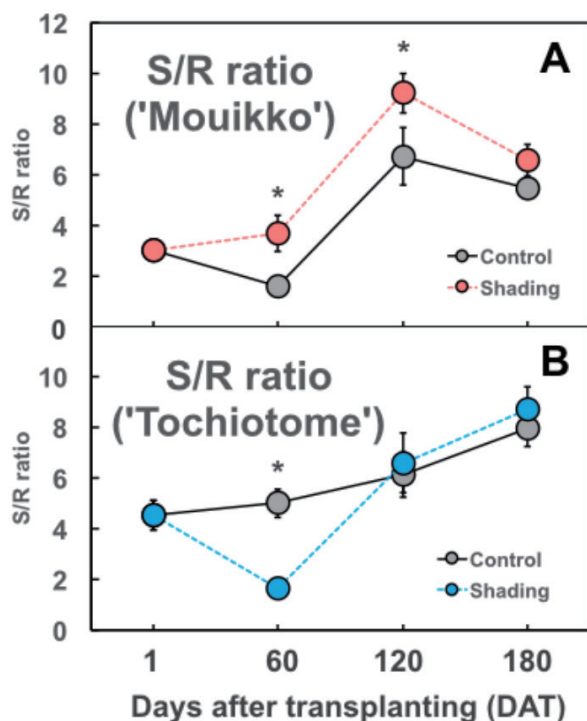 12
10
8
6
4
2
0
S/R ratio
S/R ratio
('Mouikko')
A
*
*
Control
Shading
10
8
6
4
2
0
S/R ratio
S/R ratio
('Tochiotome')
B
*
Control
Shading
1 60 120 180
Days after transplanting (DAT)